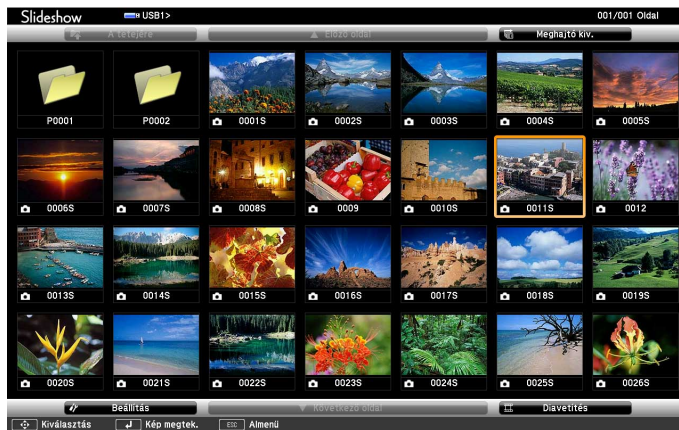 Slideshow USB1> 001/001 Oldal
A tetejére Előző oldal Meghajtó kiv.
P0001 P0002 0001S 0002S 0003S 0004S 0005S
0006S 0007S 0008S 0009 0010S 0011S 0012
0013S 0014S 0015S 0016S 0017S 0018S 0019S
0020S 0021S 0022S 0023S 0024S 0025S 0026S
Beállítás Következő oldal Diavetítés
Kiválasztás Kép megtek. ESC Almenü